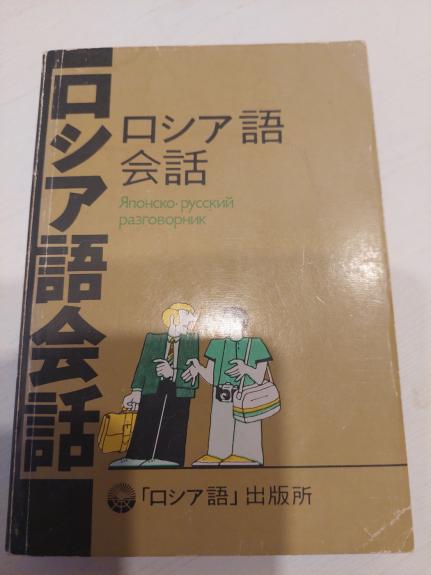 ロシア語会話
ロシア語
会話
Японско-русский
разговорник
「ロシア語」出版所